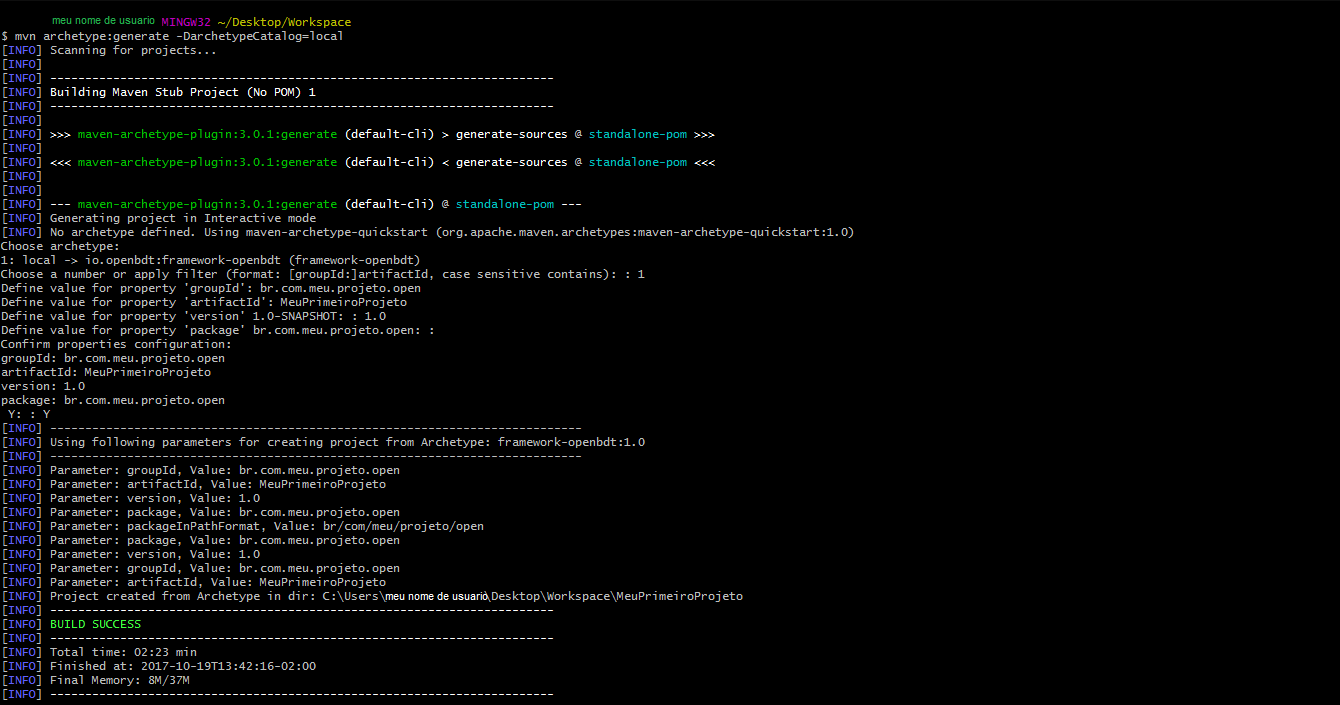 meu nome de usuario MINGW32 ~/Desktop/Workspace
$ mvn archetype:generate -DarchetypeCatalog=local
[INFO] Scanning for projects...
[INFO]
[INFO] ------------------------------------------------------------------------
[INFO] Building Maven Stub Project (No POM) 1
[INFO] ------------------------------------------------------------------------
[INFO]
[INFO] >>> maven-archetype-plugin:3.0.1:generate (default-cli) > generate-sources @ standalone-pom >>>
[INFO]
[INFO] <<< maven-archetype-plugin:3.0.1:generate (default-cli) < generate-sources @ standalone-pom <<<
[INFO]
[INFO]
[INFO] --- maven-archetype-plugin:3.0.1:generate (default-cli) @ standalone-pom ---
[INFO] Generating project in Interactive mode
[INFO] No archetype defined. Using maven-archetype-quickstart (org.apache.maven.archetypes:maven-archetype-quickstart:1.0)
Choose archetype:
1: local -> io.openbdt:framework-openbdt (framework-openbdt)
Choose a number or apply filter (format: [groupId:]artifactId, case sensitive contains): : 1
Define value for property 'groupId': br.com.meu.projeto.open
Define value for property 'artifactId': MeuPrimeiroProjeto
Define value for property 'version' 1.0-SNAPSHOT: : 1.0
Define value for property 'package' br.com.meu.projeto.open: :
Confirm properties configuration:
groupId: br.com.meu.projeto.open
artifactId: MeuPrimeiroProjeto
version: 1.0
package: br.com.meu.projeto.open
Y: : Y
[INFO] ----------------------------------------------------------------------------
[INFO] Using following parameters for creating project from Archetype: framework-openbdt:1.0
[INFO] ----------------------------------------------------------------------------
[INFO] Parameter: groupId, Value: br.com.meu.projeto.open
[INFO] Parameter: artifactId, Value: MeuPrimeiroProjeto
[INFO] Parameter: version, Value: 1.0
[INFO] Parameter: package, Value: br.com.meu.projeto.open
[INFO] Parameter: packageInPathFormat, Value: br/com/meu/projeto/open
[INFO] Parameter: package, Value: br.com.meu.projeto.open
[INFO] Parameter: version, Value: 1.0
[INFO] Parameter: groupId, Value: br.com.meu.projeto.open
[INFO] Parameter: artifactId, Value: MeuPrimeiroProjeto
[INFO] Project created from Archetype in dir: C:\Users\meu nome de usuario\Desktop\Workspace\MeuPrimeiroProjeto
[INFO] ------------------------------------------------------------------------
[INFO] BUILD SUCCESS
[INFO] ------------------------------------------------------------------------
[INFO] Total time: 02:23 min
[INFO] Finished at: 2017-10-19T13:42:16-02:00
[INFO] Final Memory: 8M/37M
[INFO] ------------------------------------------------------------------------